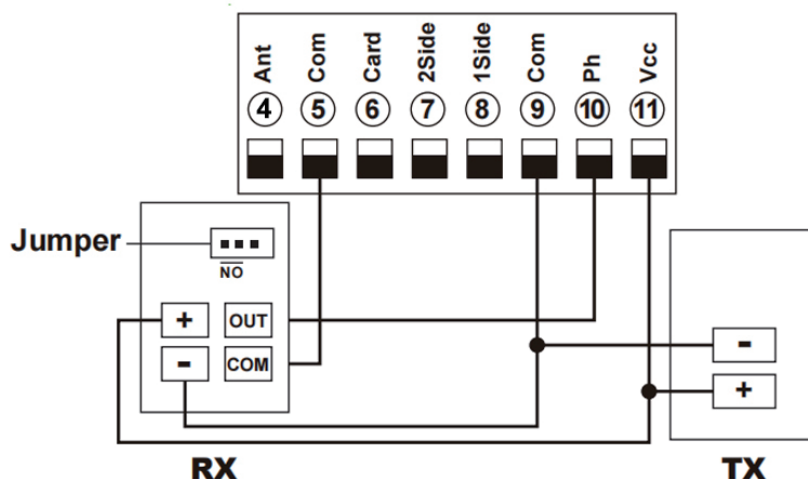 Ant Com Card 2Side 1Side Com Ph Vcc
4 5 6 7 8 9 10 11
Jumper
NO
+ OUT
- COM
-
+
RX
TX